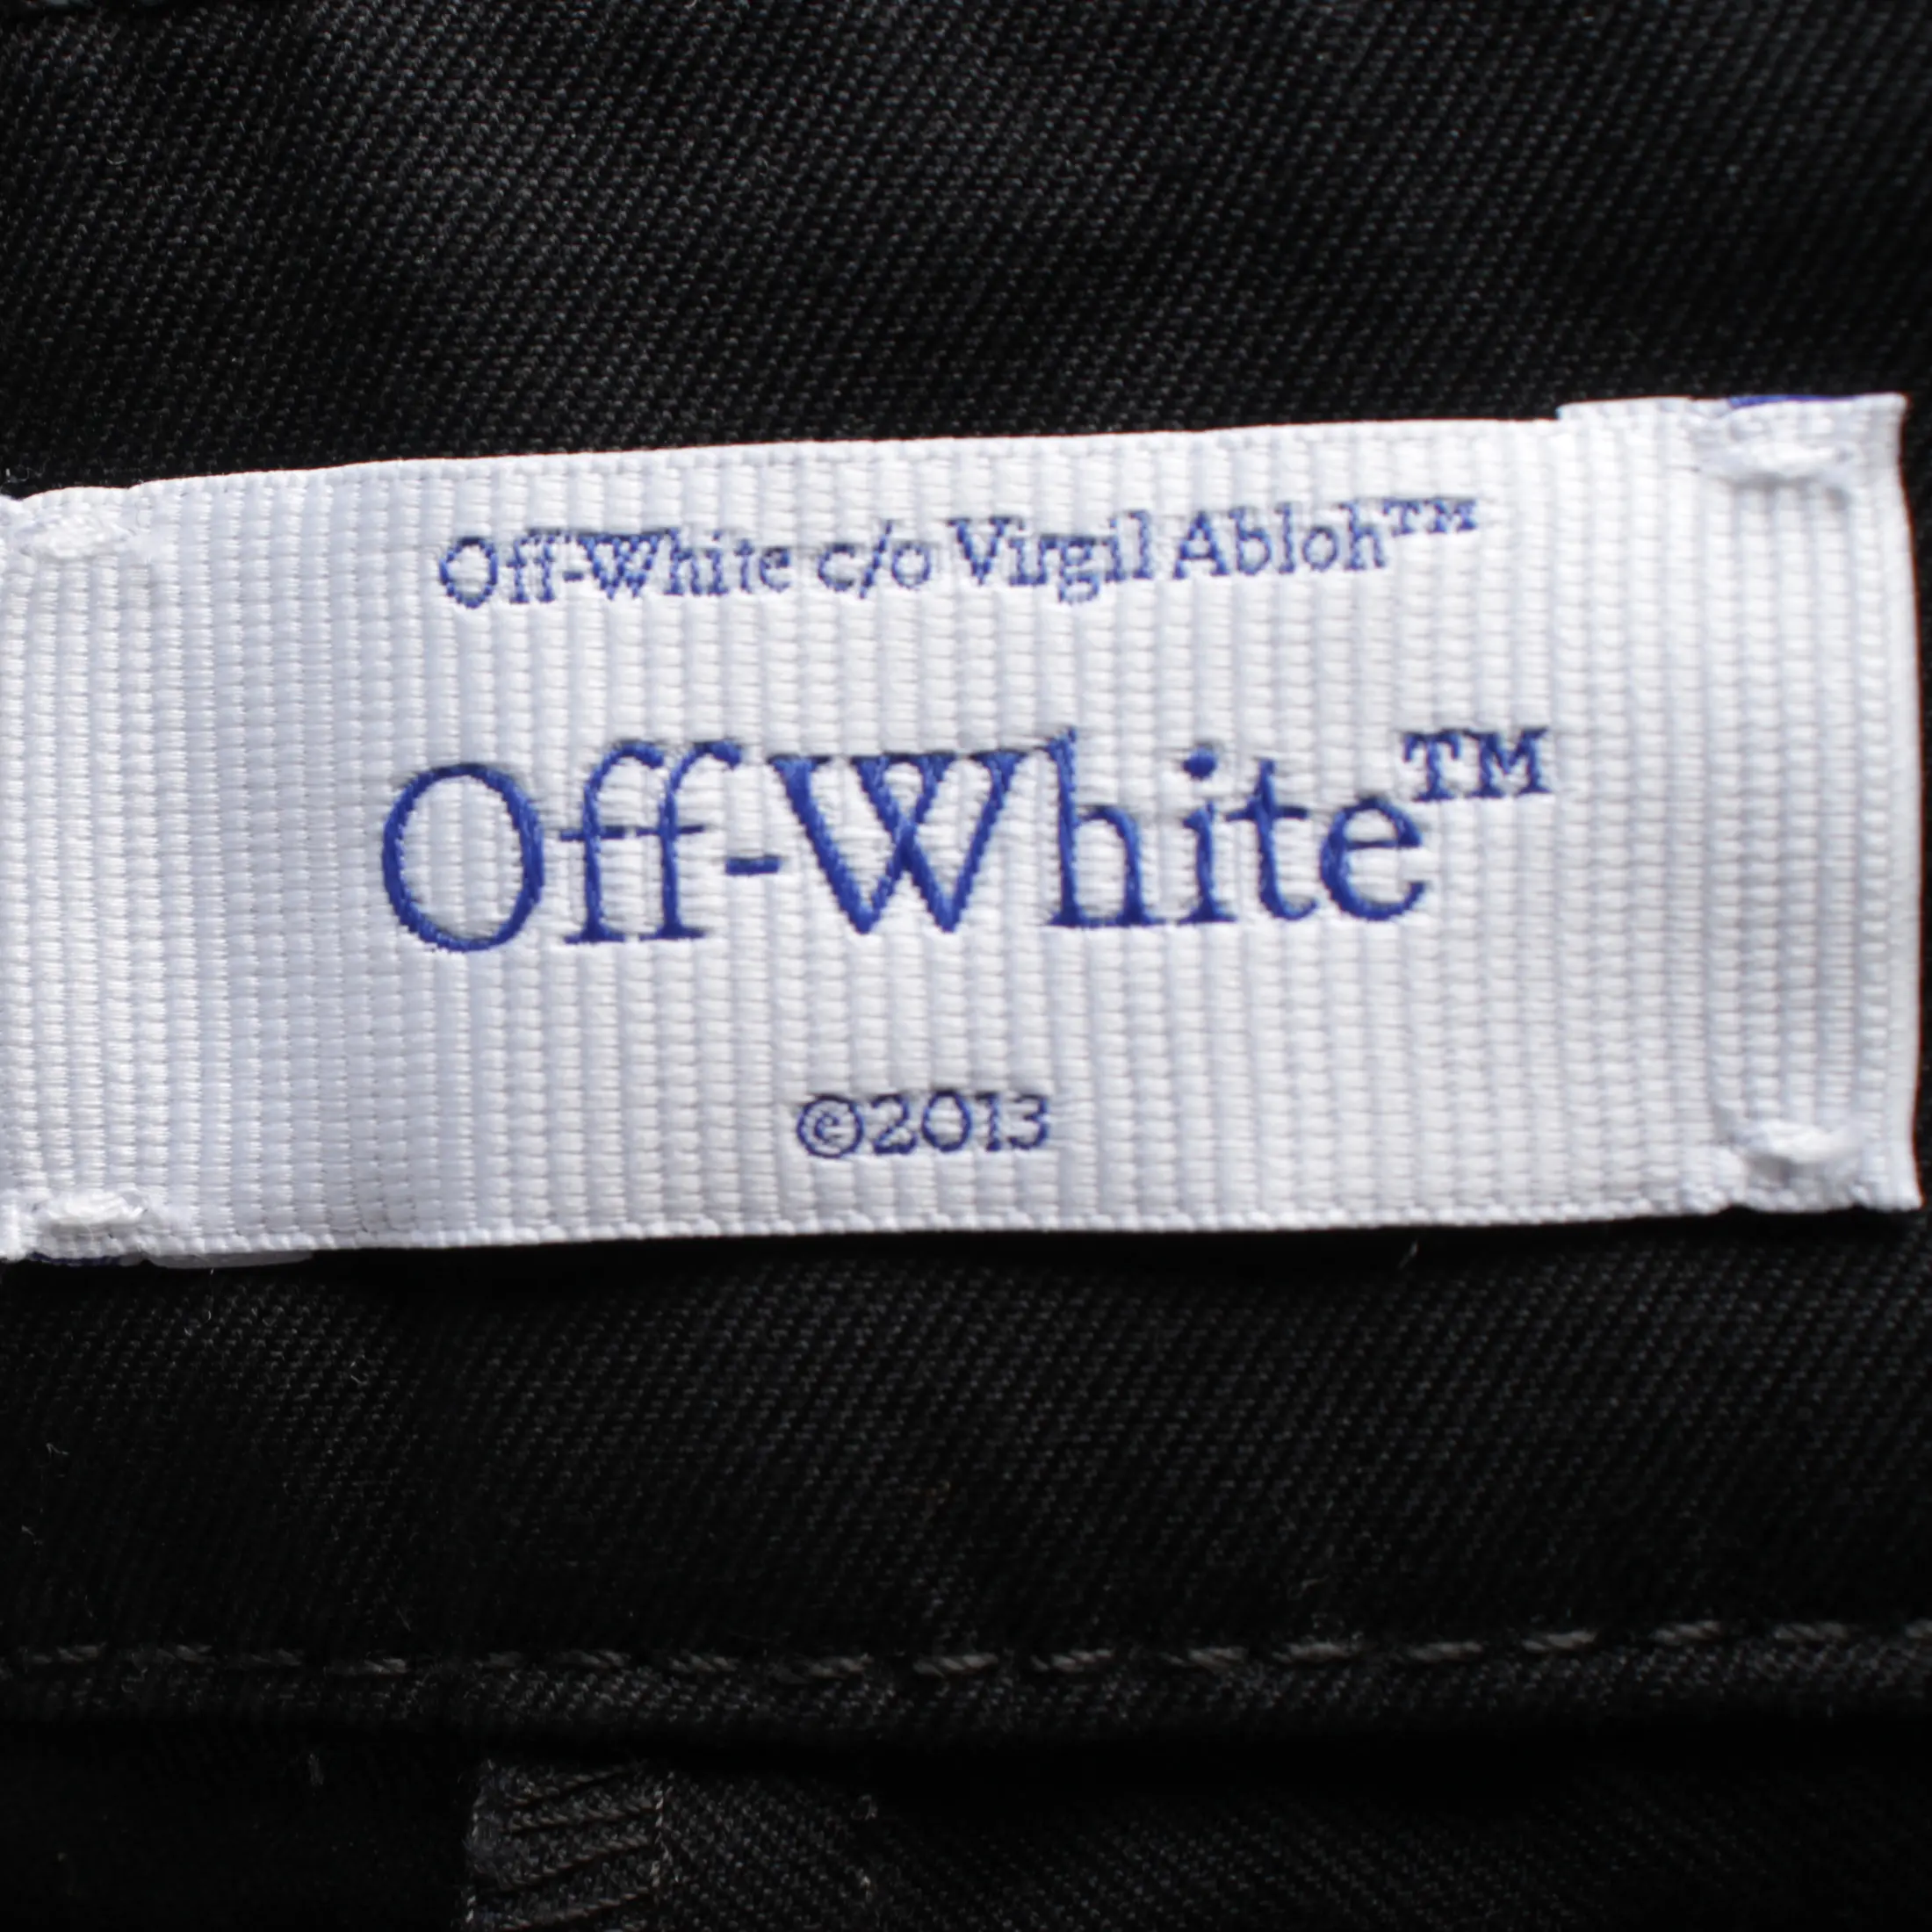 Off-White c/o Virgil Abloh™
Off-White™
©2013